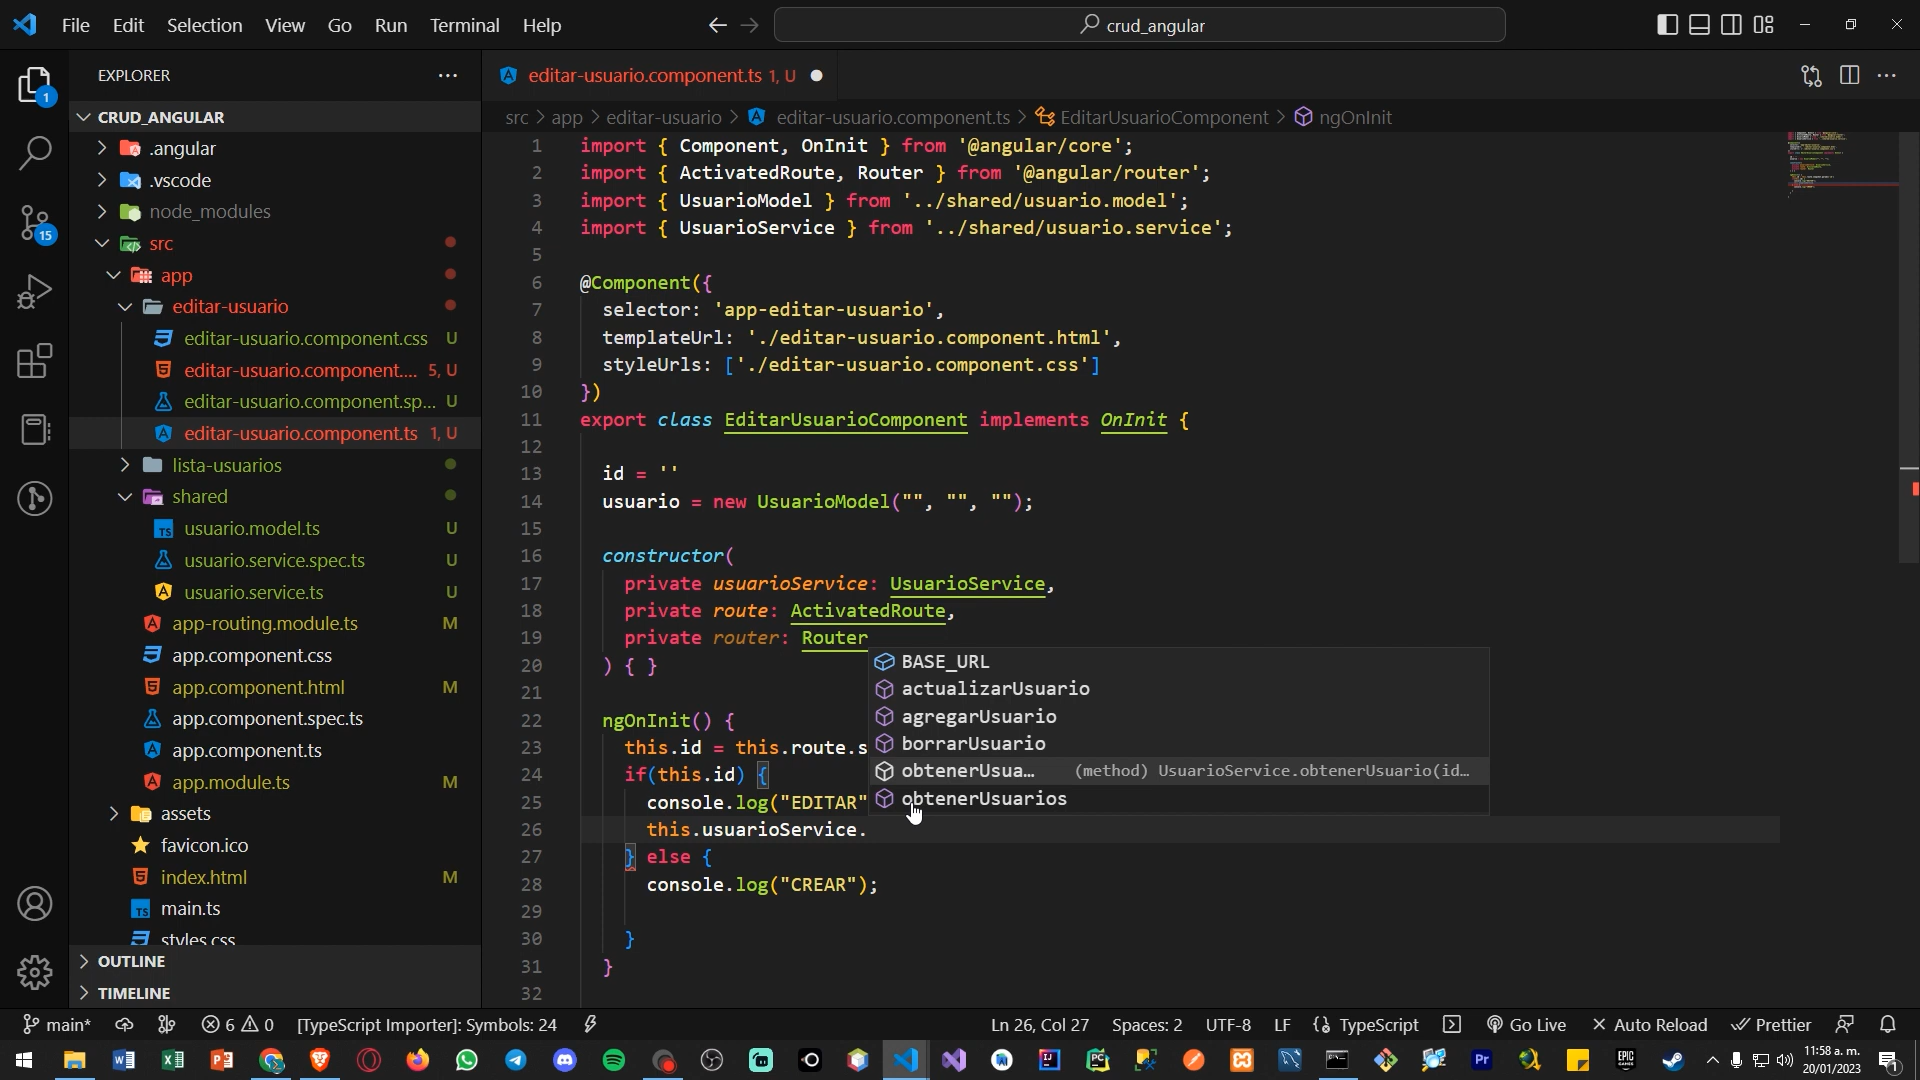 File Edit Selection View Go Run Terminal Help
crud_angular
EXPLORER
editar-usuario.component.ts 1, U
src > app > editar-usuario > editar-usuario.component.ts > EditarUsuarioComponent > ngOnInit
1
CRUD_ANGULAR
.angular
.vscode
node_modules
src
app
editar-usuario
editar-usuario.component.css U
editar-usuario.component.... 5, U
editar-usuario.component.sp... U
editar-usuario.component.ts 1, U
lista-usuarios
shared
usuario.model.ts U
usuario.service.spec.ts U
usuario.service.ts U
app-routing.module.ts M
app.component.css
app.component.html M
app.component.spec.ts
app.component.ts
app.module.ts M
assets
favicon.ico
index.html M
main.ts
styles.css
OUTLINE
TIMELINE
15
1 import { Component, OnInit } from '@angular/core';
2 import { ActivatedRoute, Router } from '@angular/router';
3 import { UsuarioModel } from '../shared/usuario.model';
4 import { UsuarioService } from '../shared/usuario.service';
5
6 @Component({
7 selector: 'app-editar-usuario',
8 templateUrl: './editar-usuario.component.html',
9 styleUrls: ['./editar-usuario.component.css']
10 })
11 export class EditarUsuarioComponent implements OnInit {
12
13 id = ''
14 usuario = new UsuarioModel("", "", "");
15
16 constructor(
17 private usuarioService: UsuarioService,
18 private route: ActivatedRoute,
19 private router: Router
20 ) { }
21
22 ngOnInit() {
23 this.id = this.route.s
24 if(this.id) {
25 console.log("EDITAR"
26 this.usuarioService.
27 } else {
28 console.log("CREAR");
29
30 }
31 }
32
BASE_URL
actualizarUsuario
agregarUsuario
borrarUsuario
obtenerUsua... (method) UsuarioService.obtenerUsuario(id...
obtenerUsuarios
main* 6 0 [TypeScript Importer]: Symbols: 24 Ln 26, Col 27 Spaces: 2 UTF-8 LF TypeScript Go Live Auto Reload Prettier
11:58 a. m.
20/01/2023